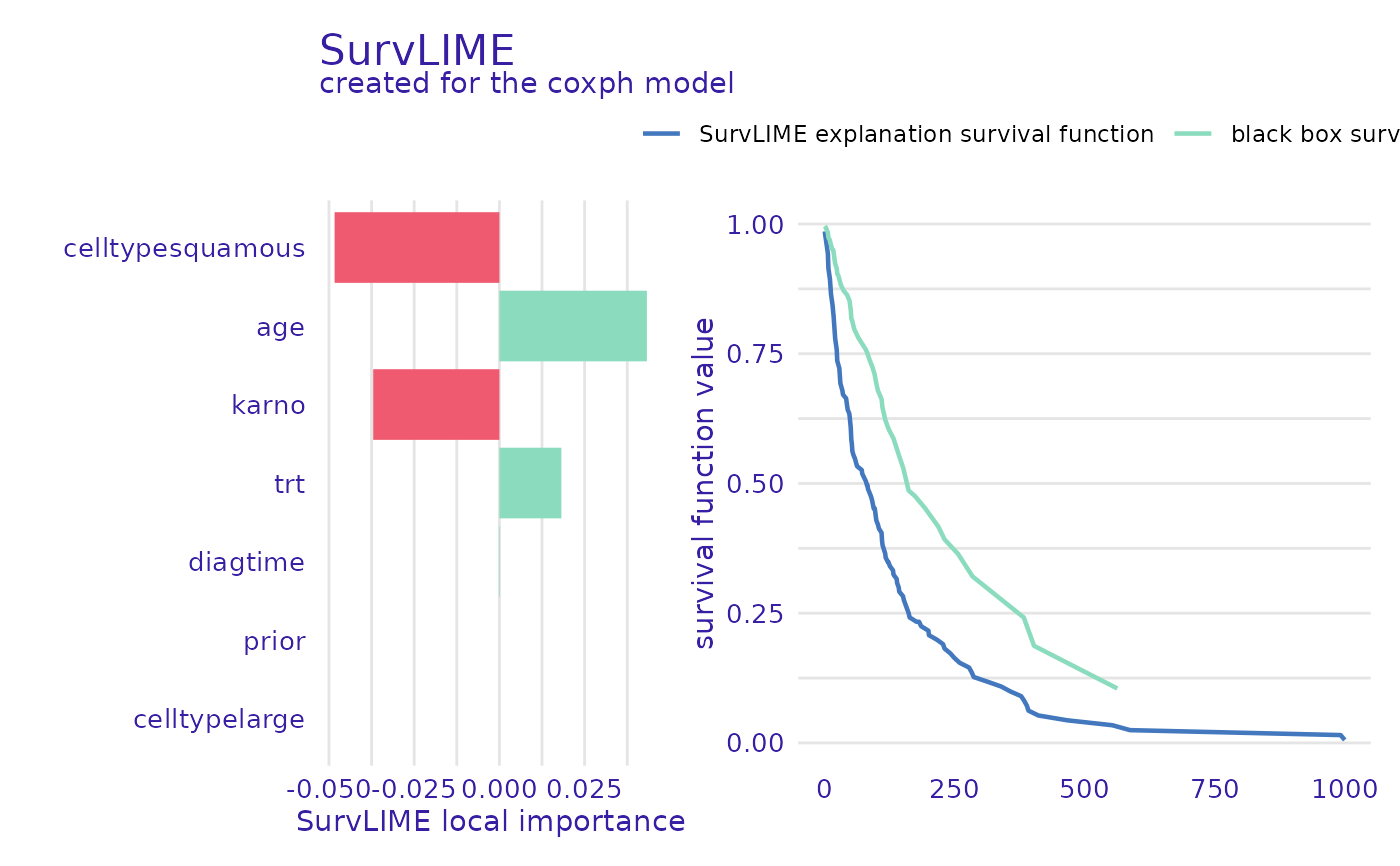 SurvLIME
created for the coxph model
SurvLIME explanation survival function black box surv
celltypesquamous
age
karno
trt
diagtime
prior
celltypelarge
-0.050 -0.025 0.000 0.025
SurvLIME local importance
survival function value
1.00
0.75
0.50
0.25
0.00
0 250 500 750 1000